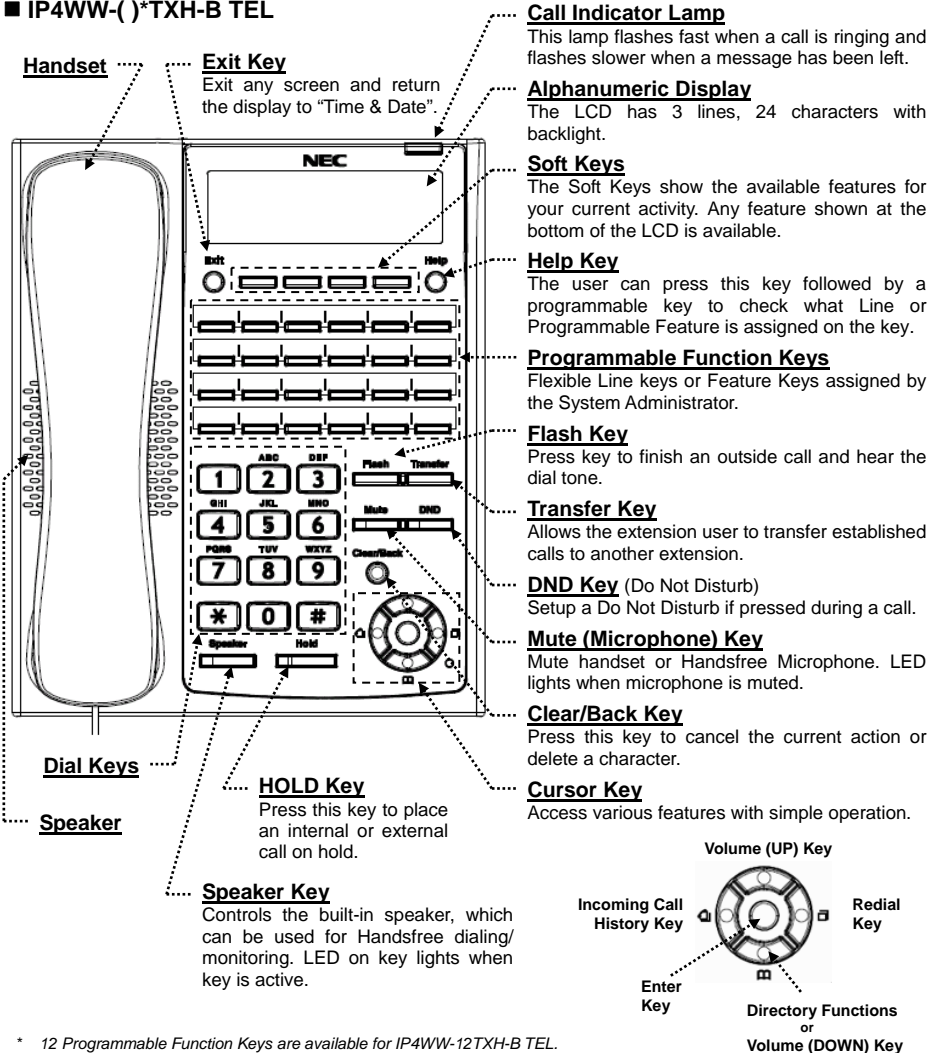 ■ IP4WW-( )*TXH-B TEL
Handset
Exit Key
Exit any screen and return
the display to “Time & Date”.
Call Indicator Lamp
This lamp flashes fast when a call is ringing and
flashes slower when a message has been left.
Alphanumeric Display
The LCD has 3 lines, 24 characters with
backlight.
Soft Keys
The Soft Keys show the available features for
your current activity. Any feature shown at the
bottom of the LCD is available.
Help Key
The user can press this key followed by a
programmable key to check what Line or
Programmable Feature is assigned on the key.
Programmable Function Keys
Flexible Line keys or Feature Keys assigned by
the System Administrator.
Flash Key
Press key to finish an outside call and hear the
dial tone.
Transfer Key
Allows the extension user to transfer established
calls to another extension.
DND Key (Do Not Disturb)
Setup a Do Not Disturb if pressed during a call.
Mute (Microphone) Key
Mute handset or Handsfree Microphone. LED
lights when microphone is muted.
Clear/Back Key
Press this key to cancel the current action or
delete a character.
Cursor Key
Access various features with simple operation.
NEC
Exit
Help
ABC DEF
1 2 3
Flash Transfer
GHI JKL MNO
4 5 6
Mute DND
PQRS TUV WXYZ
7 8 9
Clear/Back
* 0 #
Speaker Hold
Dial Keys
Speaker
HOLD Key
Press this key to place
an internal or external
call on hold.
Speaker Key
Controls the built-in speaker, which
can be used for Handsfree dialing/
monitoring. LED on key lights when
key is active.
Volume (UP) Key
Incoming Call
History Key
Redial
Key
Enter
Key
Directory Functions
or
Volume (DOWN) Key
* 12 Programmable Function Keys are available for IP4WW-12TXH-B TEL.